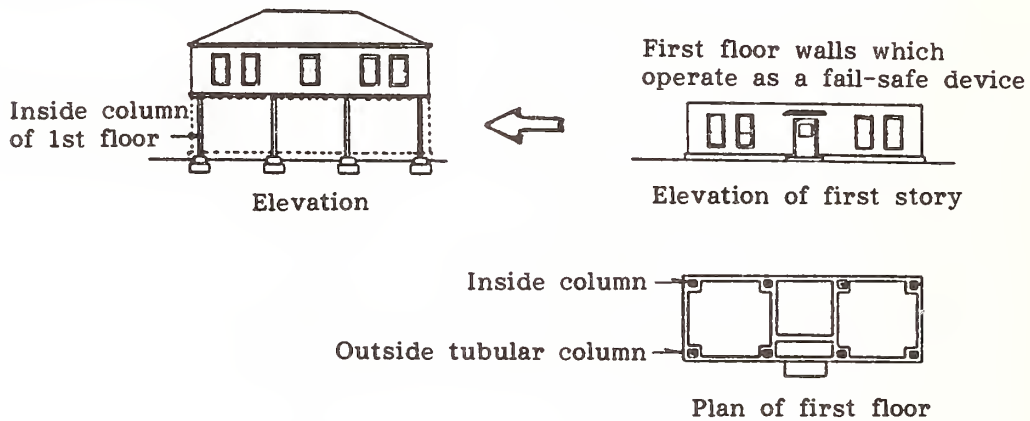 First floor walls which
operate as a fail-safe device
Inside column
of 1st floor
Elevation
Elevation of first story
Inside column
Outside tubular column
Plan of first floor